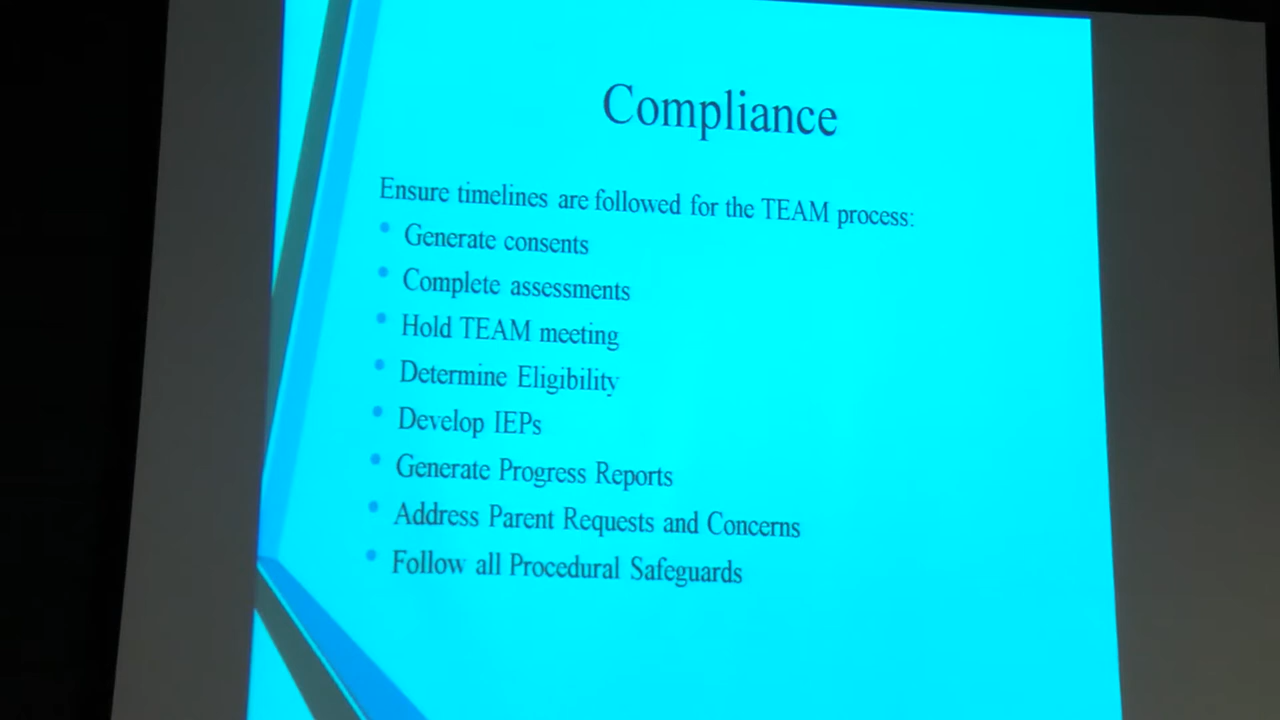 Compliance
Ensure timelines are followed for the TEAM process:
Generate consents
Complete assessments
Hold TEAM meeting
Determine Eligibility
Develop IEPs
Generate Progress Reports
Address Parent Requests and Concerns
Follow all Procedural Safeguards